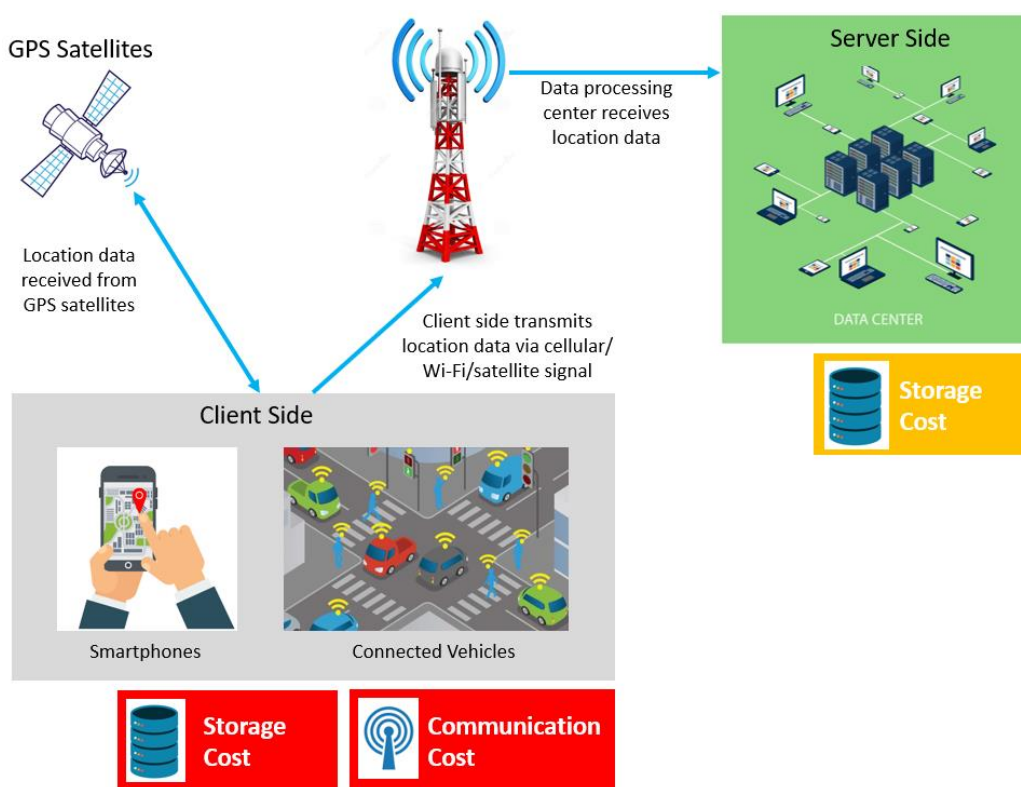 GPS Satellites
Location data
received from
GPS satellites
Data processing
center receives
location data
Server Side
DATA CENTER
Storage
Cost
Client side transmits
location data via cellular/
Wi-Fi/satellite signal
Client Side
Smartphones
Connected Vehicles
Storage
Cost
Communication
Cost